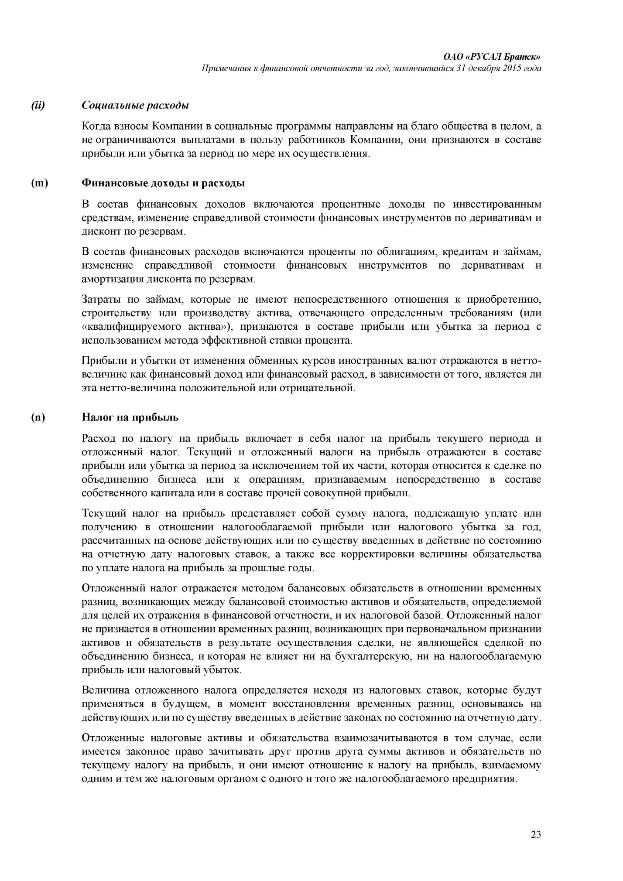 ОАО «РУСАЛ Братск»
Примечания к финансовой отчетности за год, закончившийся 31 декабря 2015 года
(ii) Социальные расходы
Когда взносы Компании в социальные программы направлены на благо общества в целом, а
не ограничиваются выплатами в пользу работников Компании, они признаются в составе
прибыли или убытка за период по мере их осуществления.
(m) Финансовые доходы и расходы
В состав финансовых доходов включаются процентные доходы по инвестированным
средствам, изменение справедливой стоимости финансовых инструментов по деривативам и
дисконт по резервам.
В состав финансовых расходов включаются проценты по облигациям, кредитам и займам,
изменение справедливой стоимости финансовых инструментов по деривативам и
амортизация дисконта по резервам.
Затраты по займам, которые не имеют непосредственного отношения к приобретению,
строительству или производству актива, отвечающего определенным требованиям (или
«квалифицируемого актива»), признаются в составе прибыли или убытка за период с
использованием метода эффективной ставки процента.
Прибыли и убытки от изменения обменных курсов иностранных валют отражаются в нетто-
величине как финансовый доход или финансовый расход, в зависимости от того, является ли
эта нетто-величина положительной или отрицательной.
(n) Налог на прибыль
Расход по налогу на прибыль включает в себя налог на прибыль текущего периода и
отложенный налог. Текущий и отложенный налоги на прибыль отражаются в составе
прибыли или убытка за период за исключением той их части, которая относится к сделке по
объединению бизнеса или к операциям, признаваемым непосредственно в составе
собственного капитала или в составе прочей совокупной прибыли.
Текущий налог на прибыль представляет собой сумму налога, подлежащую уплате или
получению в отношении налогооблагаемой прибыли или налогового убытка за год,
рассчитанных на основе действующих или по существу введенных в действие по состоянию
на отчетную дату налоговых ставок, а также все корректировки величины обязательства
по уплате налога на прибыль за прошлые годы.
Отложенный налог отражается методом балансовых обязательств в отношении временных
разниц, возникающих между балансовой стоимостью активов и обязательств, определяемой
для целей их отражения в финансовой отчетности, и их налоговой базой. Отложенный налог
не признается в отношении временных разниц, возникающих при первоначальном признании
активов и обязательств в результате осуществления сделки, не являющейся сделкой по
объединению бизнеса, и которая не влияет ни на бухгалтерскую, ни на налогооблагаемую
прибыль или налоговый убыток.
Величина отложенного налога определяется исходя из налоговых ставок, которые будут
применяться в будущем, в момент восстановления временных разниц, основываясь на
действующих или по существу введенных в действие законах по состоянию на отчетную дату.
Отложенные налоговые активы и обязательства взаимозачитываются в том случае, если
имеется законное право зачитывать друг против друга суммы активов и обязательств по
текущему налогу на прибыль, и они имеют отношение к налогу на прибыль, взимаемому
одним и тем же налоговым органом с одного и того же налогооблагаемого предприятия.
23